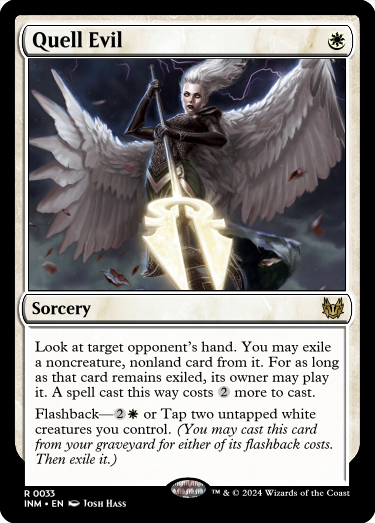 Quell Evil
Sorcery
Look at target opponent's hand. You may exile
a noncreature, nonland card from it. For as long
as that card remains exiled, its owner may play
it. A spell cast this way costs 2 more to cast.
Flashback—2 or Tap two untapped white
creatures you control. (You may cast this card
from your graveyard for either of its flashback costs.
Then exile it.)
R 0033
INM • EN Josh Hass
™ & © 2024 Wizards of the Coast